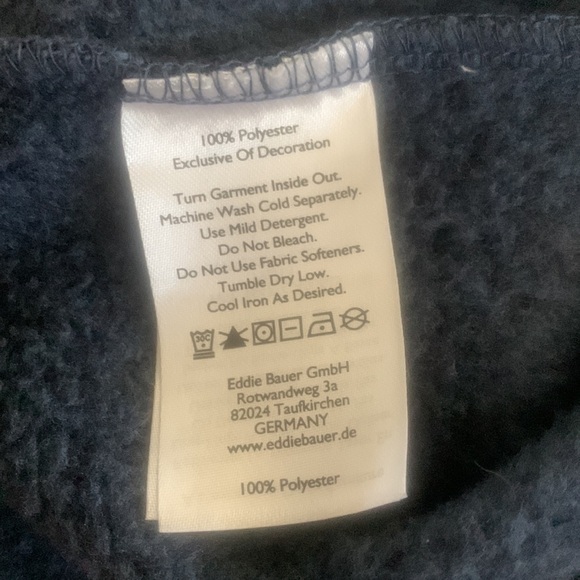 100% Polyester
Exclusive Of Decoration
Turn Garment Inside Out.
Machine Wash Cold Separately.
Use Mild Detergent.
Do Not Bleach.
Do Not Use Fabric Softeners.
Tumble Dry Low.
Cool Iron As Desired.
30C
Eddie Bauer GmbH
Rotwandweg 3a
82024 Taufkirchen
GERMANY
www.eddiebauer.de
100% Polyester